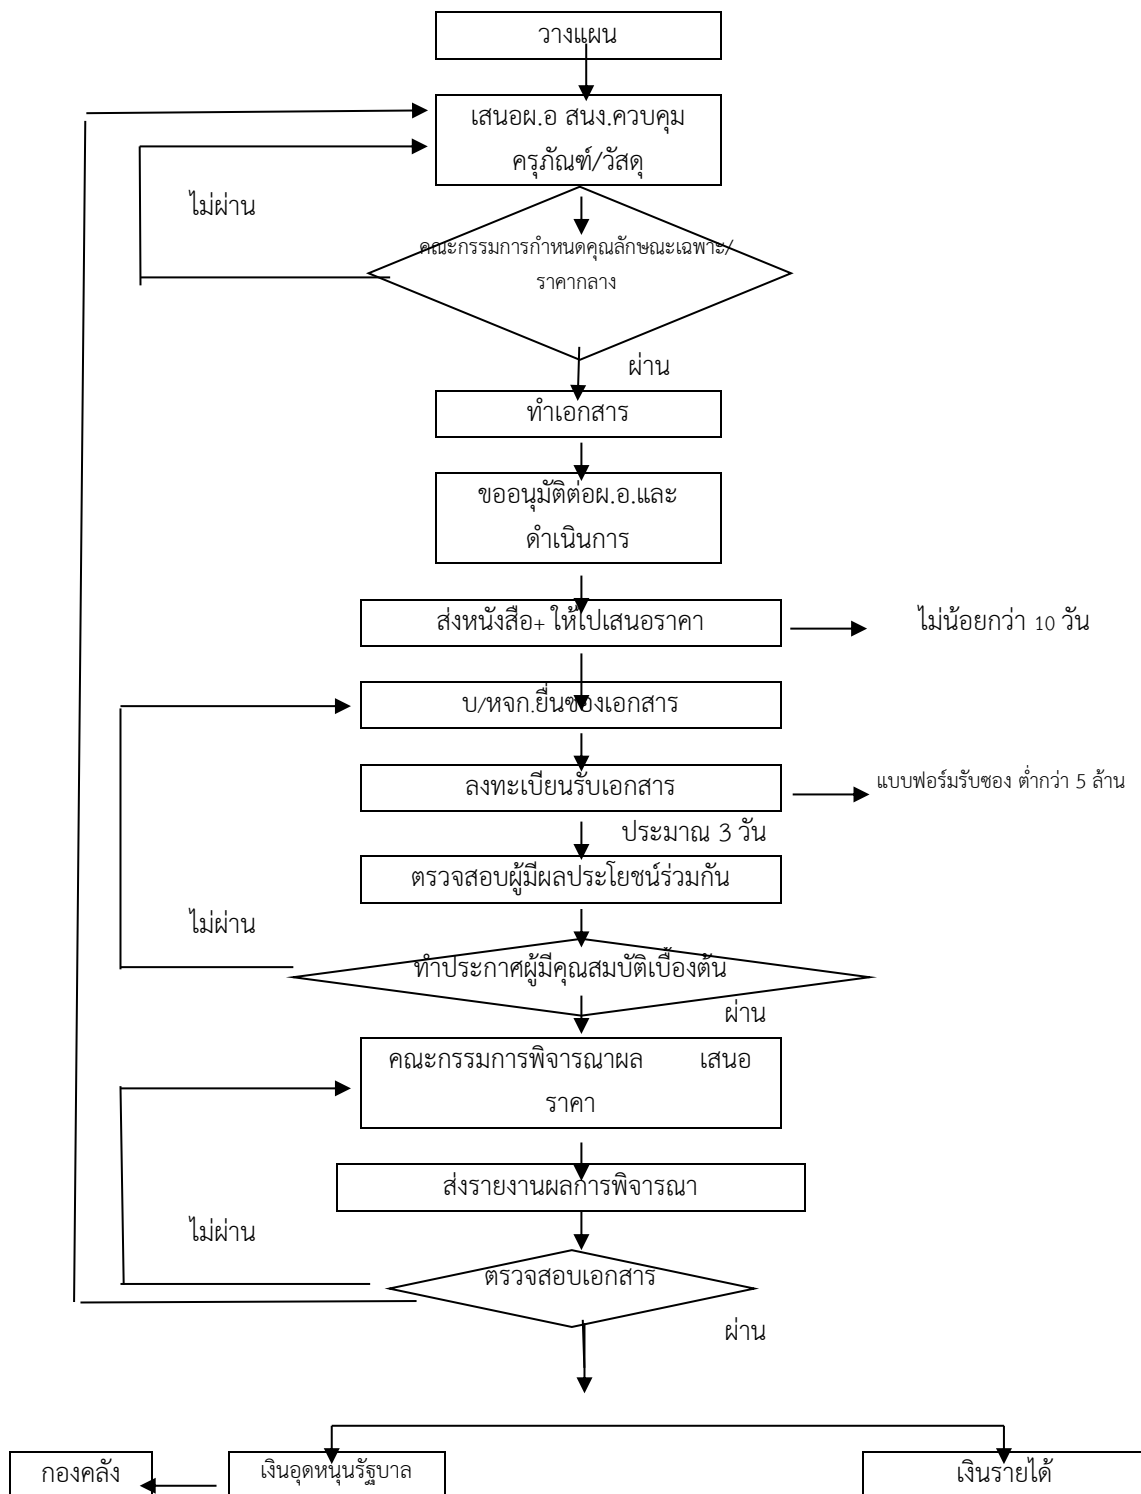 วางแผน
เสนอผ.อ สนง.ควบคุม
ครุภัณฑ์/วัสดุ
ไม่ผ่าน
คณะกรรมการกำหนดคุณลักษณะเฉพาะ/
ราคากลาง
ผ่าน
ทำเอกสาร
ขออนุมัติต่อผ.อ.และ
ดำเนินการ
ส่งหนังสือ+ ให้ไปเสนอราคา
ไม่น้อยกว่า 10 วัน
บ/หจก.ยื่นซองเอกสาร
ลงทะเบียนรับเอกสาร
แบบฟอร์มรับซอง ต่ำกว่า 5 ล้าน
ประมาณ 3 วัน
ตรวจสอบผู้มีผลประโยชน์ร่วมกัน
ไม่ผ่าน
ทำประกาศผู้มีคุณสมบัติเบื้องต้น
ผ่าน
คณะกรรมการพิจารณาผล เสนอ
ราคา
ส่งรายงานผลการพิจารณา
ไม่ผ่าน
ตรวจสอบเอกสาร
ผ่าน
กองคลัง
เงินอุดหนุนรัฐบาล
เงินรายได้